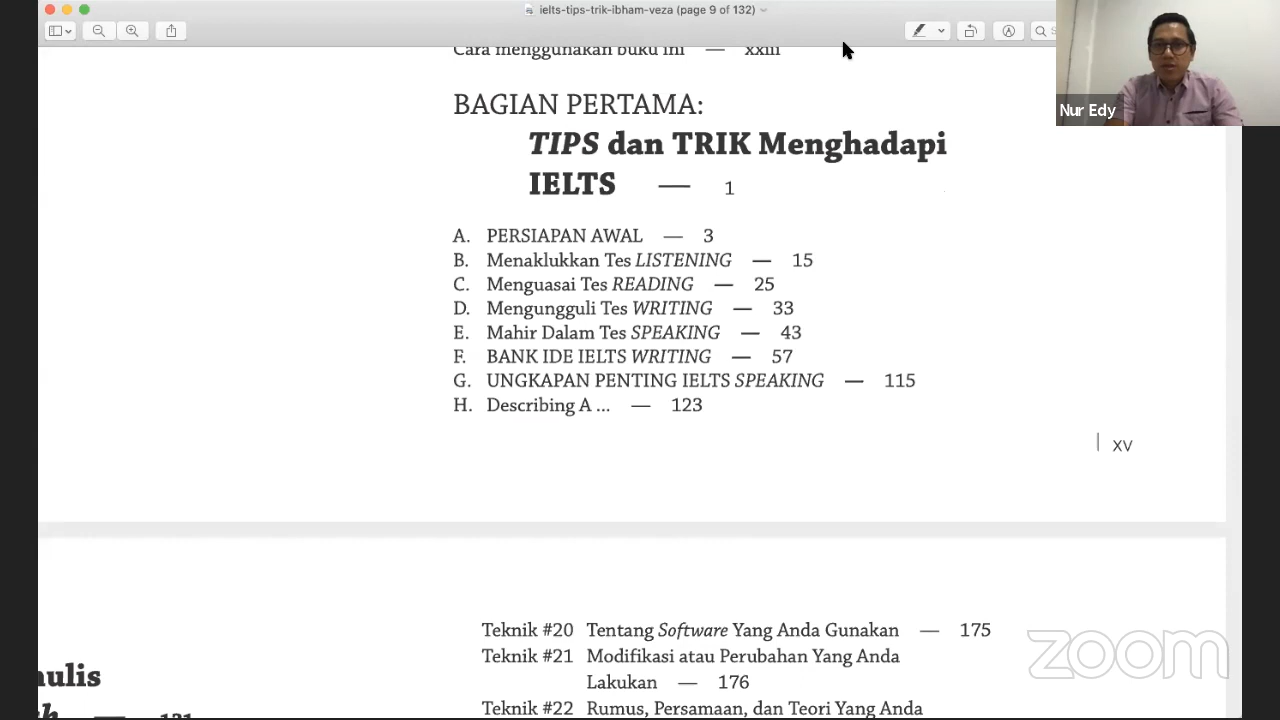 ielts-tips-trik-ibham-veza (page 9 of 132)
Nur Edy
Cara menggunakan buku ini — xxiii
BAGIAN PERTAMA:
TIPS dan TRIK Menghadapi
IELTS — 1
A. PERSIAPAN AWAL — 3
B. Menaklukkan Tes LISTENING — 15
C. Menguasai Tes READING — 25
D. Mengungguli Tes WRITING — 33
E. Mahir Dalam Tes SPEAKING — 43
F. BANK IDE IELTS WRITING — 57
G. UNGKAPAN PENTING IELTS SPEAKING — 115
H. Describing A ... — 123
| XV
Teknik #20 Tentang Software Yang Anda Gunakan — 175
Teknik #21 Modifikasi atau Perubahan Yang Anda
Lakukan — 176
Teknik #22 Rumus, Persamaan, dan Teori Yang Anda
zoom